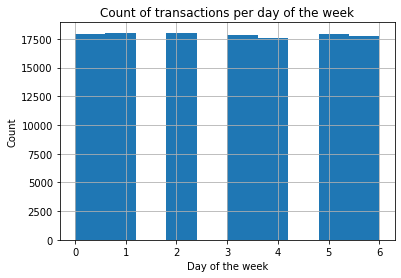 Count of transactions per day of the week
17500
15000
12500
10000
7500
5000
2500
0
Count
0 1 2 3 4 5 6
Day of the week